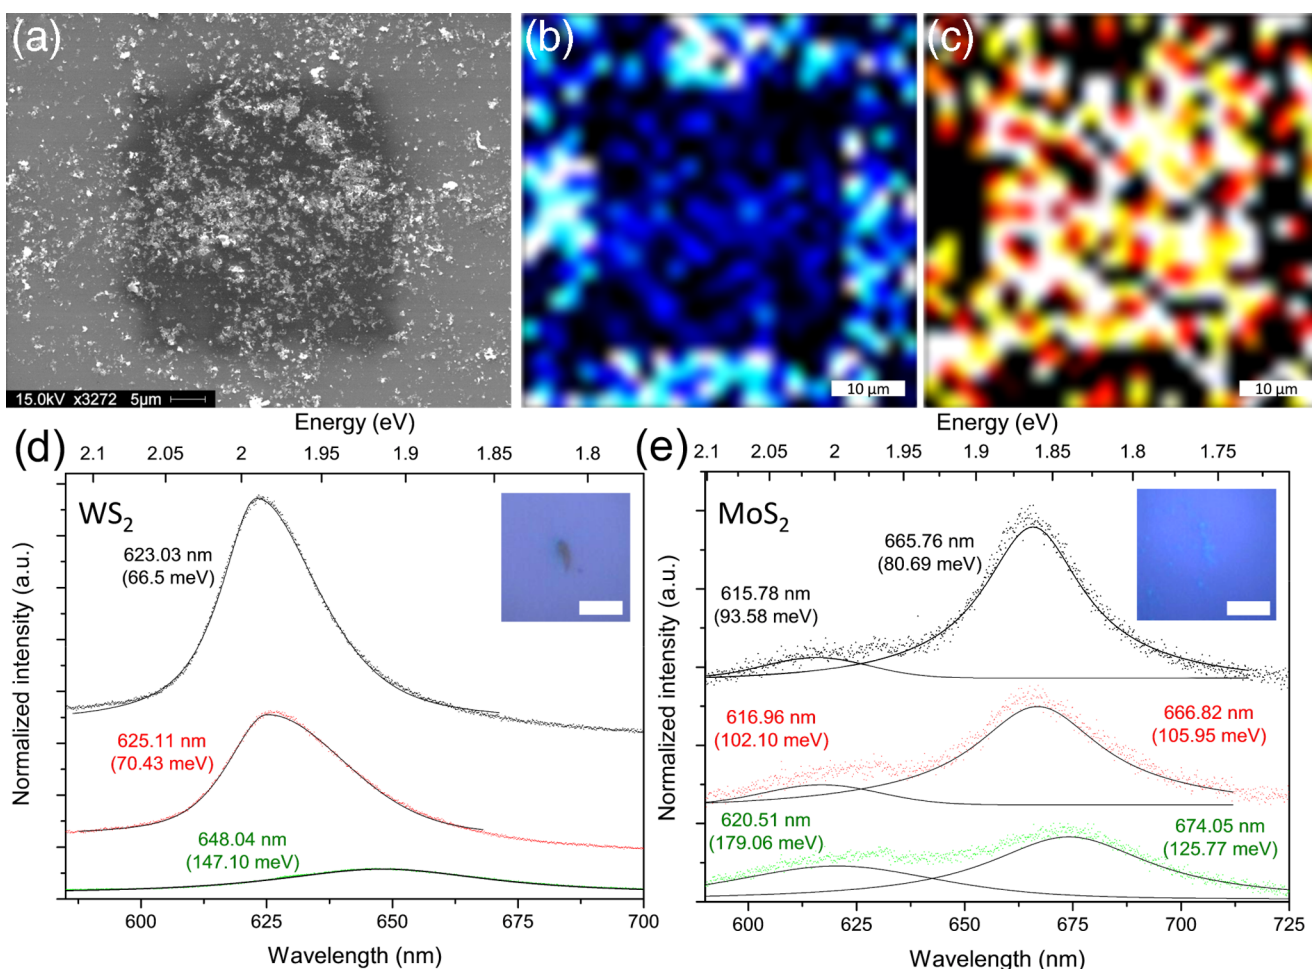 (a)
(b)
(c)
15.0kV x3272 5µm
10 µm
10 µm
(d)
Energy (eV)
2.1 2.05 2 1.95 1.9 1.85 1.8
WS2
623.03 nm
(66.5 meV)
625.11 nm
(70.43 meV)
648.04 nm
(147.10 meV)
Normalized intensity (a.u.)
600 625 650 675 700
Wavelength (nm)
(e)
Energy (eV)
2.1 2.05 2 1.95 1.9 1.85 1.8 1.75
MoS2
665.76 nm
(80.69 meV)
615.78 nm
(93.58 meV)
616.96 nm
(102.10 meV)
666.82 nm
(105.95 meV)
620.51 nm
(179.06 meV)
674.05 nm
(125.77 meV)
Normalized intensity (a.u.)
600 625 650 675 700 725
Wavelength (nm)